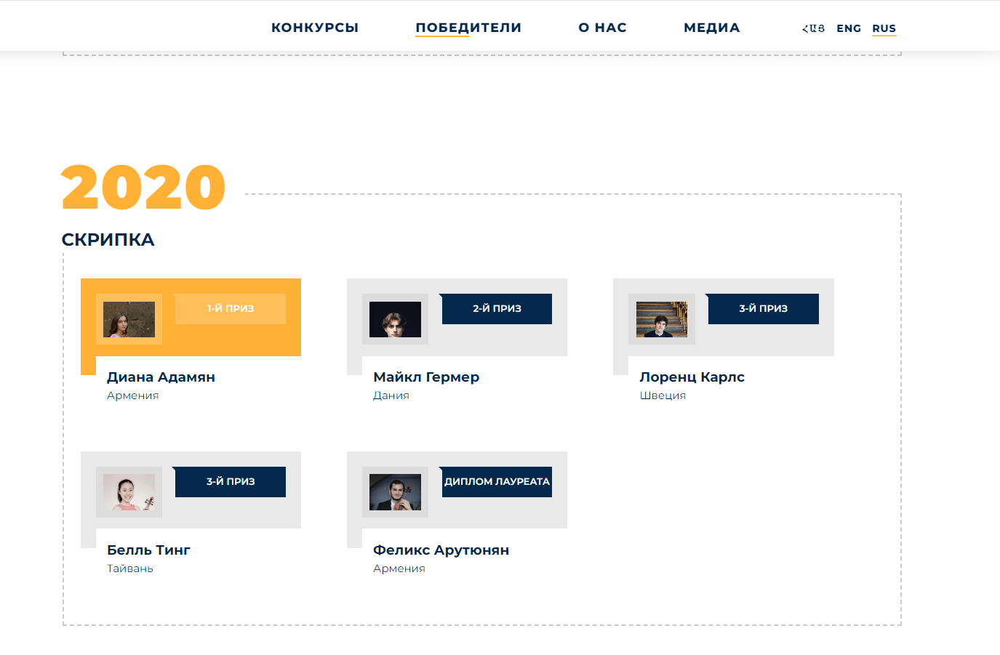 КОНКУРСЫ ПОБЕДИТЕЛИ О НАС МЕДИА ՀԱՅ ENG RUS
2020
СКРИПКА
1-Й ПРИЗ
Диана Адамян
Армения
2-Й ПРИЗ
Майкл Гермер
Дания
3-Й ПРИЗ
Лоренц Карлс
Швеция
3-Й ПРИЗ
Белль Тинг
Тайвань
ДИПЛОМ ЛАУРЕАТА
Феликс Арутюнян
Армения